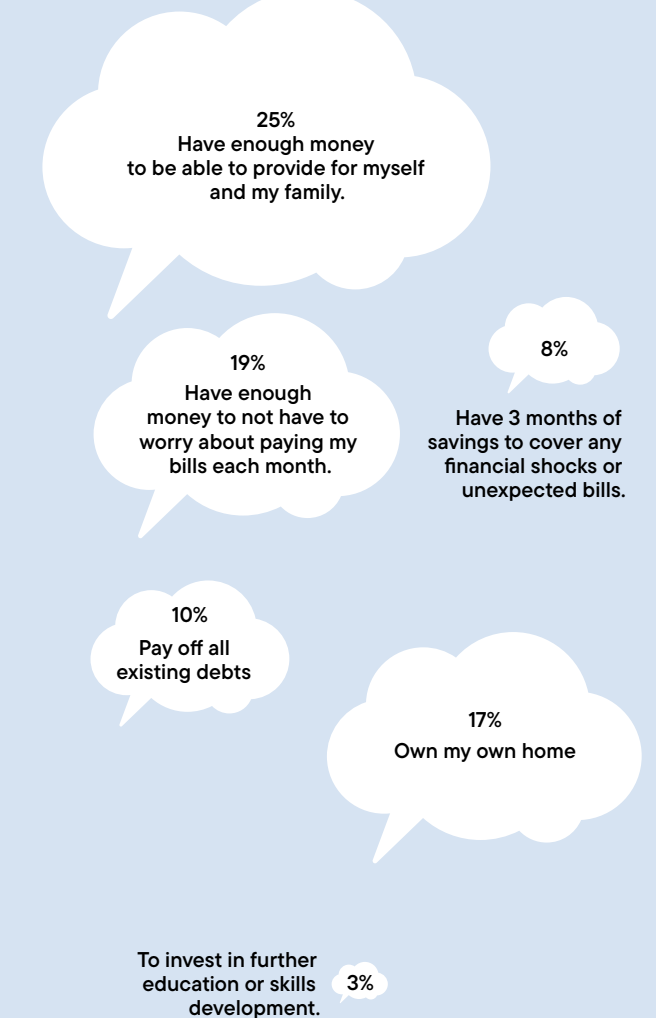 25%
Have enough money
to be able to provide for myself
and my family.
19%
Have enough
money to not have to
worry about paying my
bills each month.
8%
Have 3 months of
savings to cover any
financial shocks or
unexpected bills.
10%
Pay off all
existing debts
17%
Own my own home
To invest in further
education or skills
development.
3%